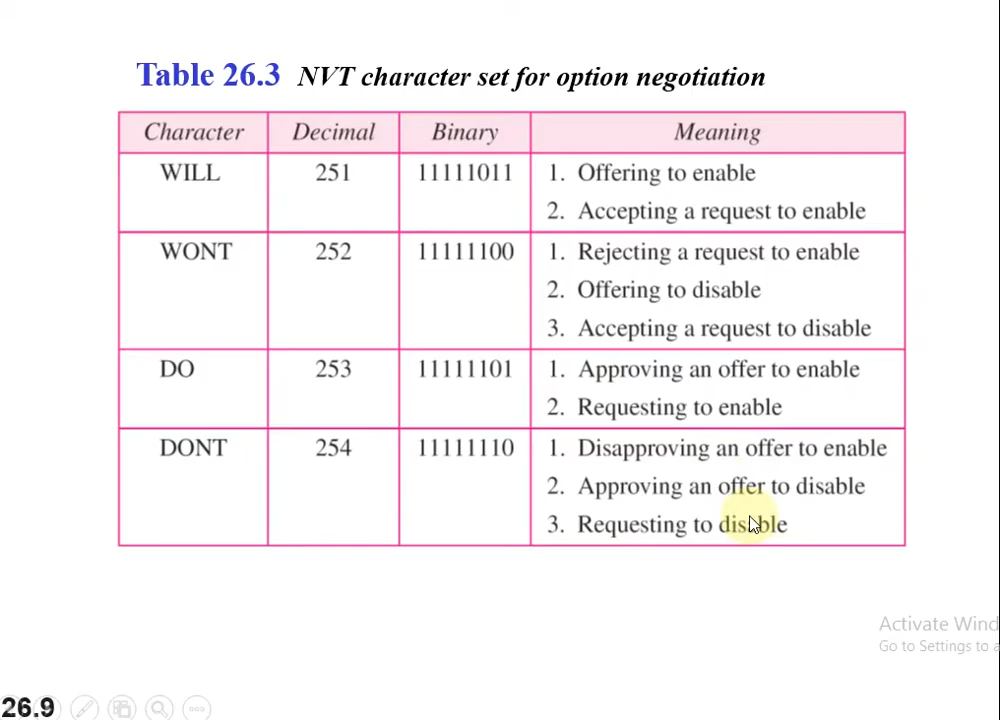 Table 26.3 NVT character set for option negotiation
Character Decimal Binary Meaning
WILL 251 11111011 1. Offering to enable
2. Accepting a request to enable
WONT 252 11111100 1. Rejecting a request to enable
2. Offering to disable
3. Accepting a request to disable
DO 253 11111101 1. Approving an offer to enable
2. Requesting to enable
DONT 254 11111110 1. Disapproving an offer to enable
2. Approving an offer to disable
3. Requesting to disable
Activate Wind
Go to Settings to a
26.9